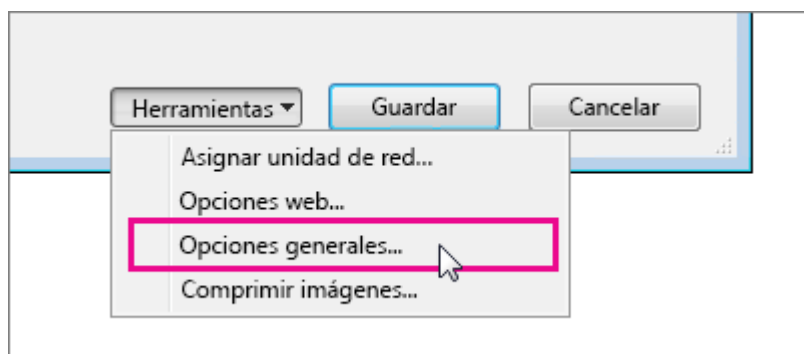 Herramientas Guardar Cancelar
Asignar unidad de red...
Opciones web...
Opciones generales...
Comprimir imágenes...